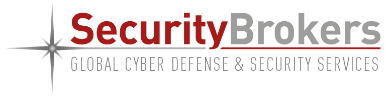 SecurityBrokers
GLOBAL CYBER DEFENSE & SECURITY SERVICES